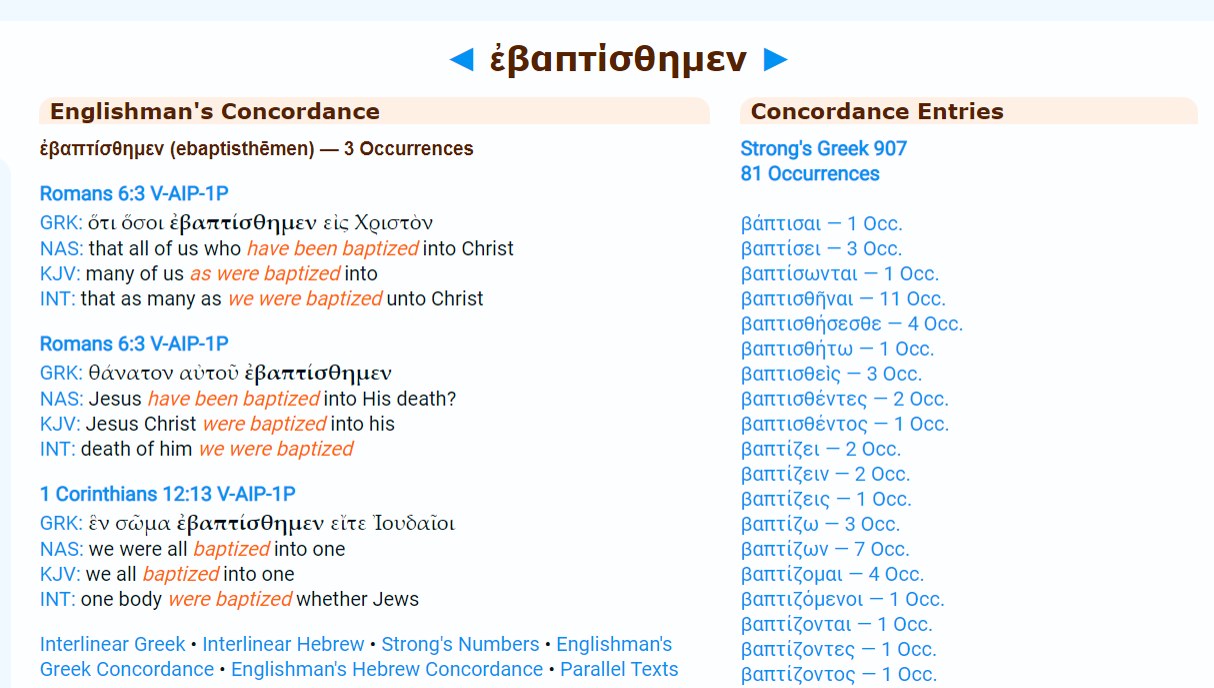 ◄ ἐβαπτίσθημεν ►
Englishman's Concordance
ἐβαπτίσθημεν (ebaptisthēmen) — 3 Occurrences
Romans 6:3 V-AIP-1P
GRK: ὅτι ὅσοι ἐβαπτίσθημεν εἰς Χριστὸν
NAS: that all of us who have been baptized into Christ
KJV: many of us as were baptized into
INT: that as many as we were baptized unto Christ
Romans 6:3 V-AIP-1P
GRK: θάνατον αὐτοῦ ἐβαπτίσθημεν
NAS: Jesus have been baptized into His death?
KJV: Jesus Christ were baptized into his
INT: death of him we were baptized
1 Corinthians 12:13 V-AIP-1P
GRK: ἓν σῶμα ἐβαπτίσθημεν εἴτε Ἰουδαῖοι
NAS: we were all baptized into one
KJV: we all baptized into one
INT: one body were baptized whether Jews
Interlinear Greek • Interlinear Hebrew • Strong's Numbers • Englishman's
Greek Concordance • Englishman's Hebrew Concordance • Parallel Texts
Concordance Entries
Strong's Greek 907
81 Occurrences
βάπτισαι — 1 Occ.
βαπτίσει — 3 Occ.
βαπτίσωνται — 1 Occ.
βαπτισθῆναι — 11 Occ.
βαπτισθήσεσθε — 4 Occ.
βαπτισθήτω — 1 Occ.
βαπτισθεὶς — 3 Occ.
βαπτισθέντες — 2 Occ.
βαπτισθέντος — 1 Occ.
βαπτίζει — 2 Occ.
βαπτίζειν — 2 Occ.
βαπτίζεις — 1 Occ.
βαπτίζω — 3 Occ.
βαπτίζων — 7 Occ.
βαπτίζομαι — 4 Occ.
βαπτιζόμενοι — 1 Occ.
βαπτίζονται — 1 Occ.
βαπτίζοντες — 1 Occ.
βαπτίζοντος — 1 Occ.